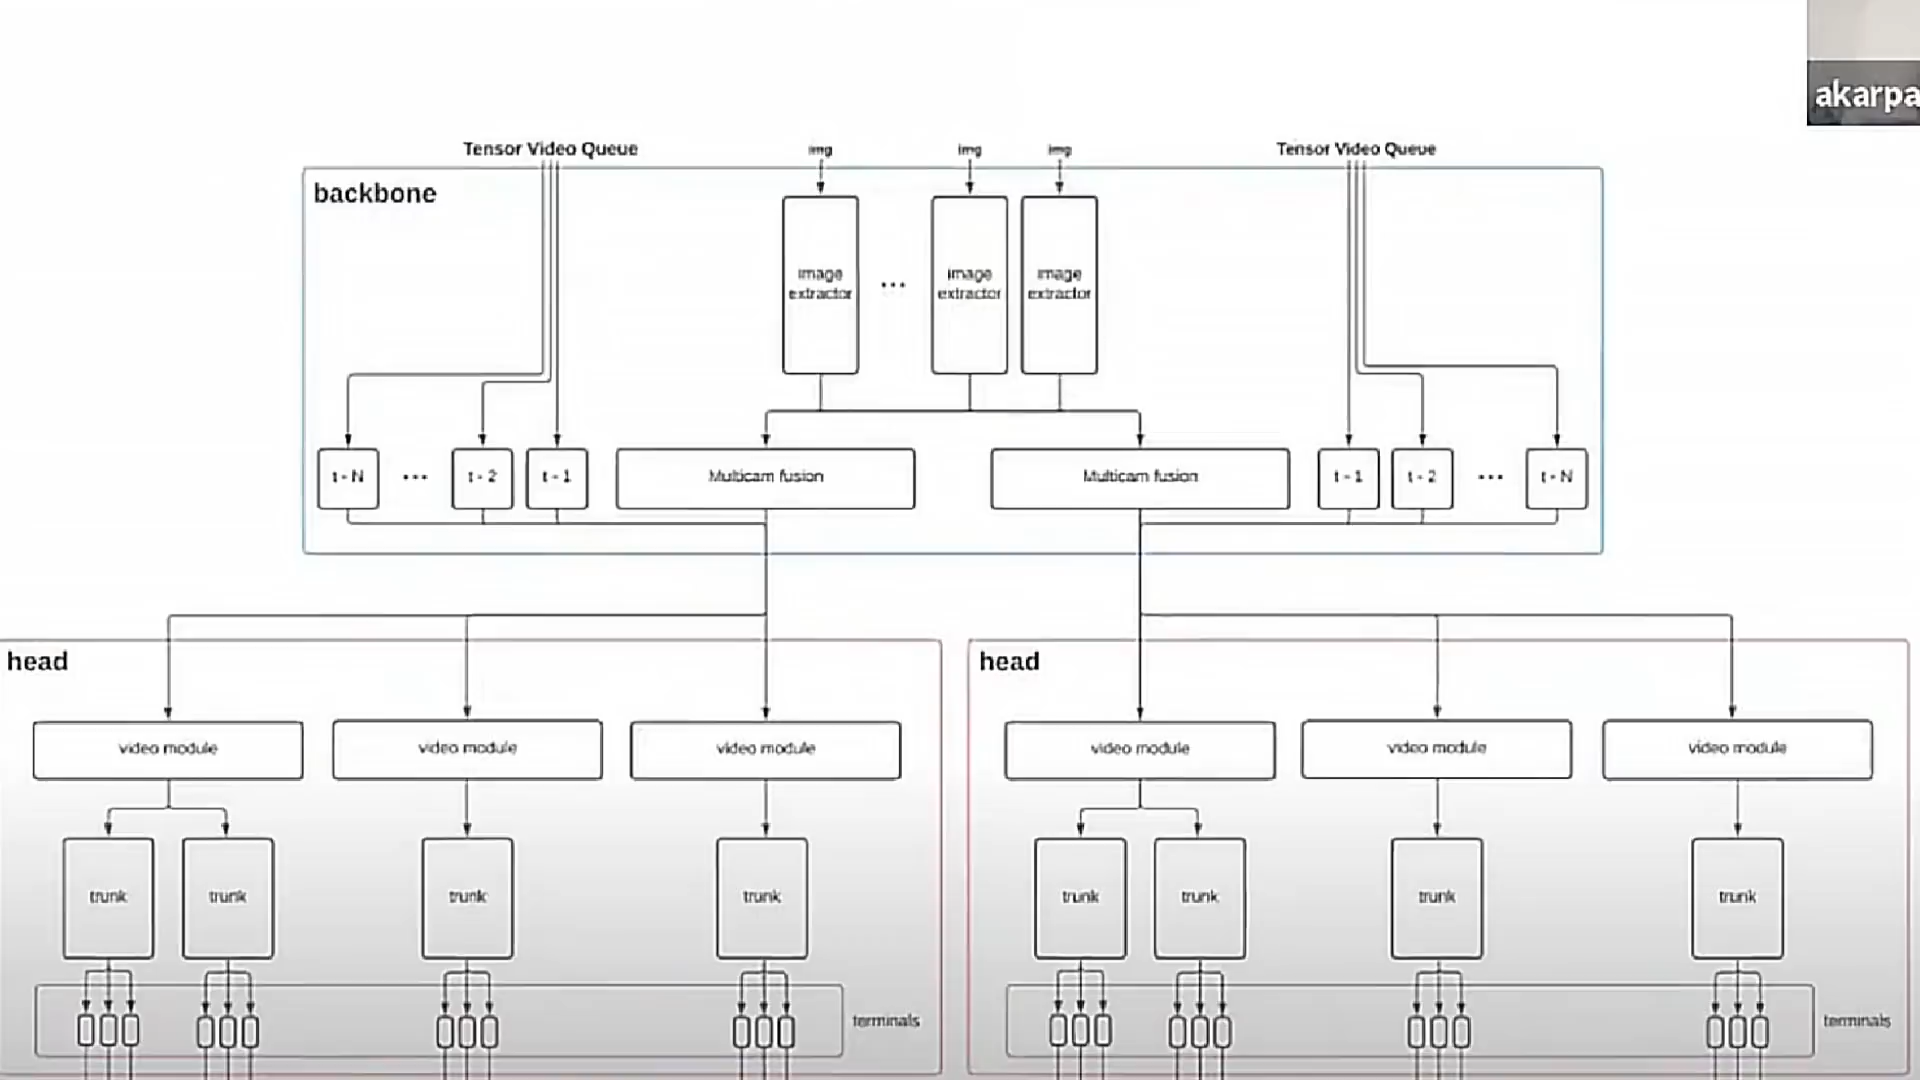 akarpa
Tensor Video Queue
img
img
img
Tensor Video Queue
backbone
image
extractor
...
image
extractor
image
extractor
t - N
...
t - 2
t - 1
Multicam fusion
Multicam fusion
t - 1
t - 2
...
t - N
head
head
video module
video module
video module
video module
video module
video module
trunk
trunk
trunk
trunk
trunk
trunk
trunk
trunk
terminals
terminals